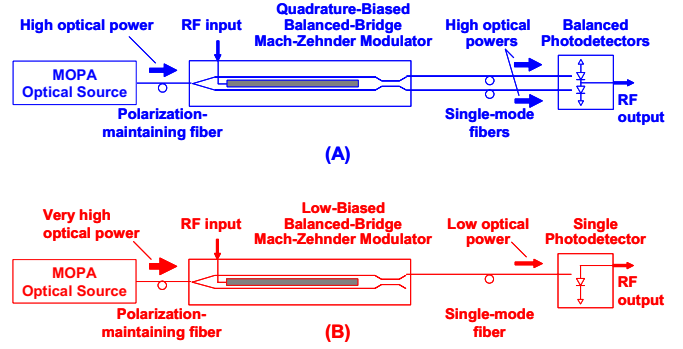 High optical power
RF input
Quadrature-Biased
Balanced-Bridge
Mach-Zehnder Modulator
High optical
powers
Balanced
Photodetectors
MOPA
Optical Source
Polarization-
maintaining fiber
Single-mode
fibers
RF
output
(A)
Very high
optical power
RF input
Low-Biased
Balanced-Bridge
Mach-Zehnder Modulator
Low optical
power
Single
Photodetector
MOPA
Optical Source
Polarization-
maintaining fiber
Single-mode
fiber
RF
output
(B)